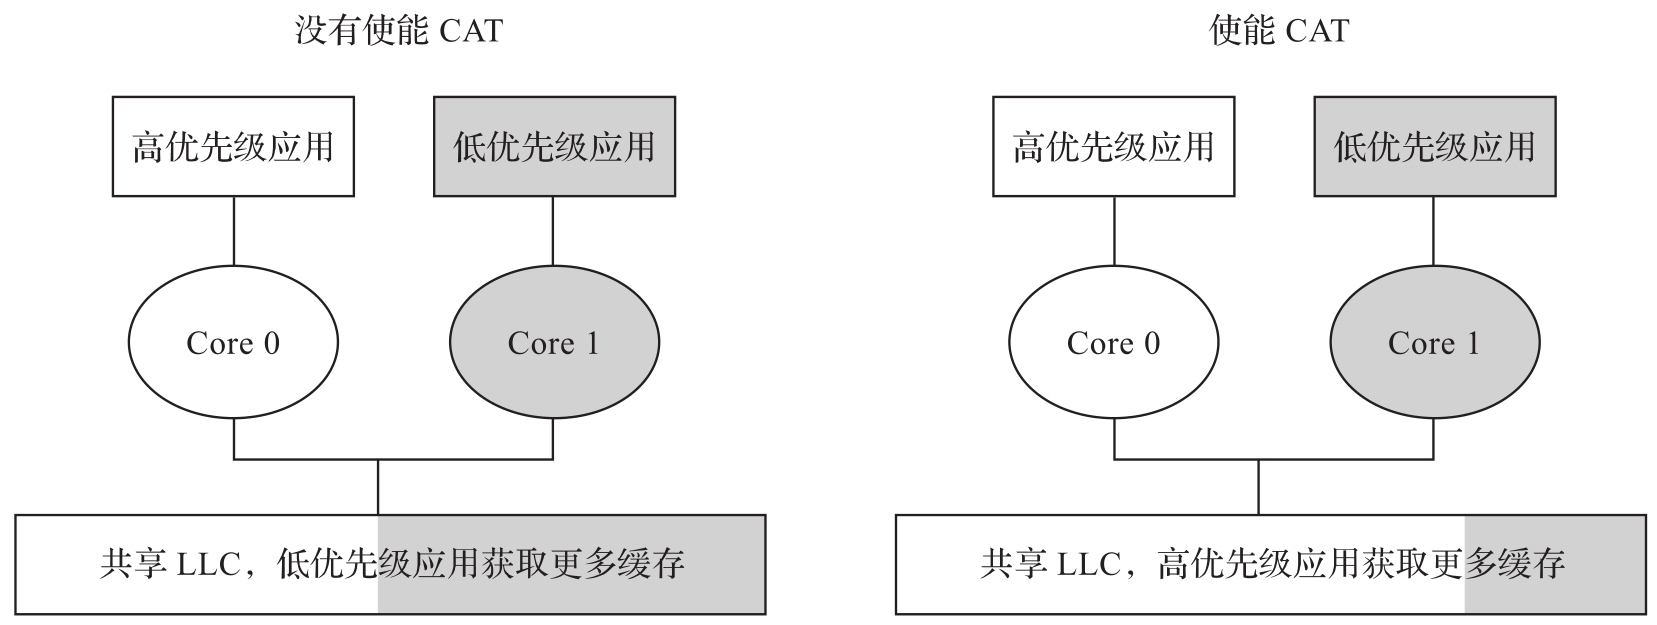 没有使能 CAT
使能 CAT
高优先级应用
低优先级应用
高优先级应用
低优先级应用
Core 0
Core 1
Core 0
Core 1
共享 LLC，低优先级应用获取更多缓存
共享 LLC，高优先级应用获取更多缓存